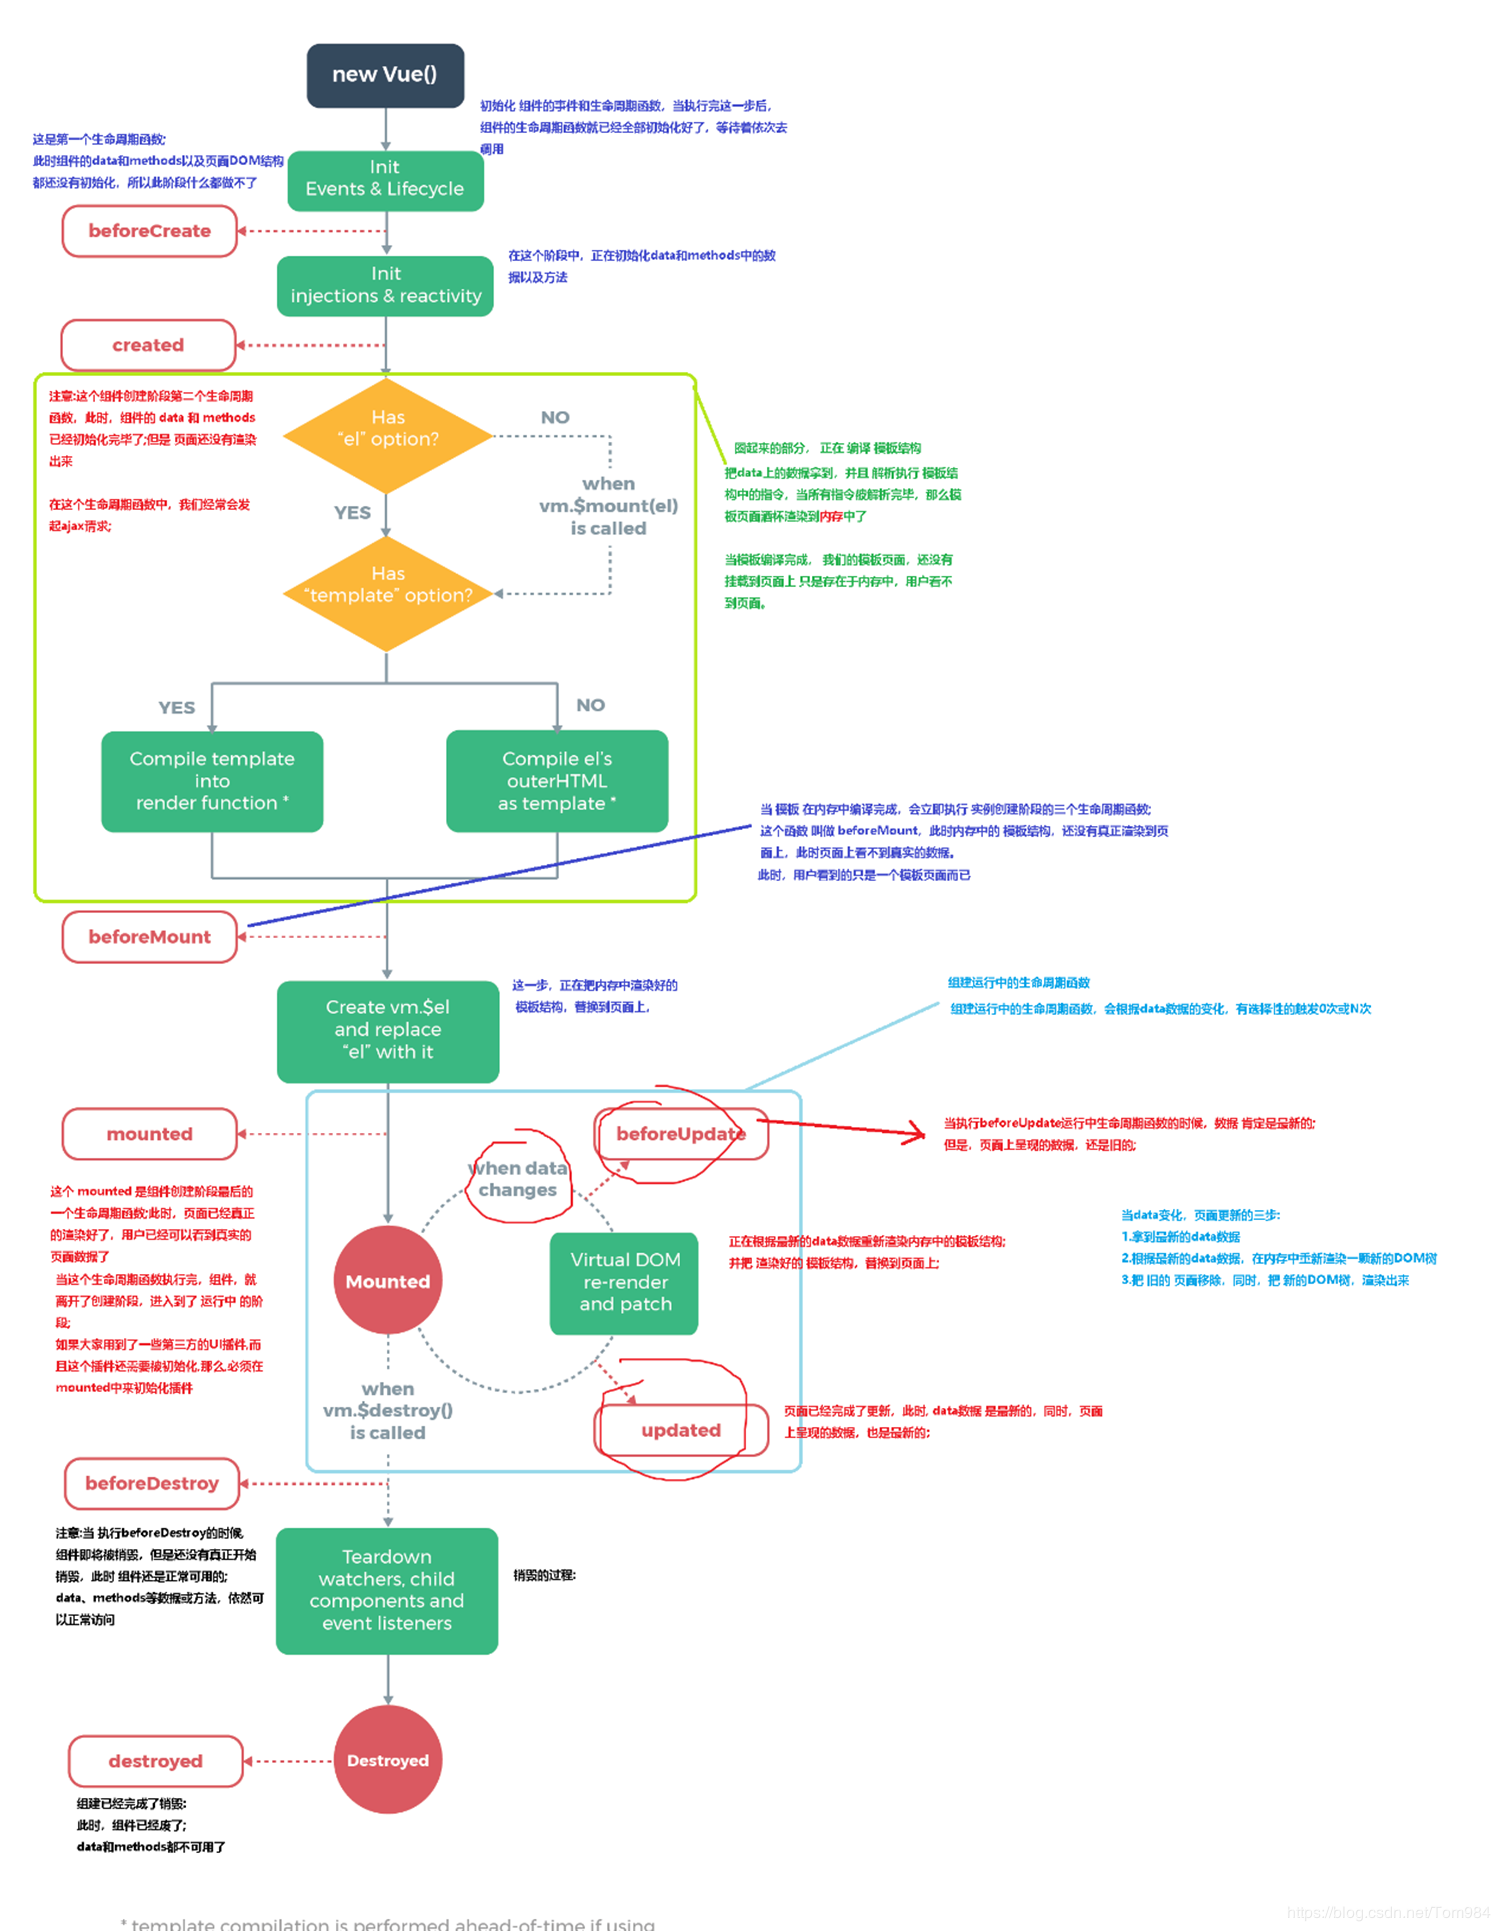 new Vue()
初始化 组件的事件和生命周期函数，当执行完这一步后，
组件的生命周期函数就已经全部初始化好了，等待着依次去
调用
这是第一个生命周期函数;
此时组件的data和methods以及页面DOM结构
都还没有初始化，所以此阶段什么都做不了
Init
Events & Lifecycle
beforeCreate
在这个阶段中，正在初始化data和methods中的数
据以及方法
Init
injections & reactivity
created
注意:这个组件创建阶段第二个生命周期
函数，此时，组件的 data 和 methods
已经初始化完毕了;但是 页面还没有渲染
出来
在这个生命周期函数中，我们经常会发
起ajax请求;
Has
“el” option?
NO
when
vm.$mount(el)
is called
YES
Has
“template” option?
圈起来的部分， 正在 编译 模板结构
把data上的数据拿到，并且 解析执行 模板结
构中的指令，当所有指令被解析完毕，那么模
板页面酒杯渲染到内存中了
当模板编译完成， 我们的模板页面，还没有
挂载到页面上 只是存在于内存中，用户看不
到页面。
YES
NO
Compile template
into
render function *
Compile el’s
outerHTML
as template *
当 模板 在内存中编译完成，会立即执行 实例创建阶段的三个生命周期函数;
这个函数 叫做 beforeMount，此时内存中的 模板结构，还没有真正渲染到页
面上，此时页面上看不到真实的数据。
此时，用户看到的只是一个模板页面而已
beforeMount
Create vm.$el
and replace
“el” with it
这一步，正在把内存中渲染好的
模板结构，替换到页面上，
组建运行中的生命周期函数
组建运行中的生命周期函数，会根据data数据的变化，有选择性的触发0次或N次
mounted
beforeUpdate
当执行beforeUpdate运行中生命周期函数的时候，数据 肯定是最新的;
但是，页面上呈现的数据，还是旧的;
when data
changes
这个 mounted 是组件创建阶段最后的
一个生命周期函数;此时，页面已经真正
的渲染好了，用户已经可以看到真实的
页面数据了
当这个生命周期函数执行完，组件，就
离开了创建阶段，进入到了 运行中 的阶
段;
如果大家用到了一些第三方的UI插件,而
且这个插件还需要被初始化,那么,必须在
mounted中来初始化插件
Mounted
Virtual DOM
re-render
and patch
正在根据最新的data数据重新渲染内存中的模板结构;
并把 渲染好的 模板结构，替换到页面上;
当data变化，页面更新的三步:
1.拿到最新的data数据
2.根据最新的data数据，在内存中重新渲染一颗新的DOM树
3.把 旧的 页面移除，同时，把 新的DOM树，渲染出来
when
vm.$destroy()
is called
updated
页面已经完成了更新，此时, data数据 是最新的，同时，页面
上呈现的数据，也是最新的;
beforeDestroy
注意:当 执行beforeDestroy的时候,
组件即将被销毁，但是还没有真正开始
销毁，此时 组件还是正常可用的;
data、methods等数据或方法，依然可
以正常访问
Teardown
watchers, child
components and
event listeners
销毁的过程:
destroyed
Destroyed
组建已经完成了销毁:
此时，组件已经废了;
data和methods都不可用了
* template compilation is performed ahead-of-time if using
https://blog.csdn.net/Tom984